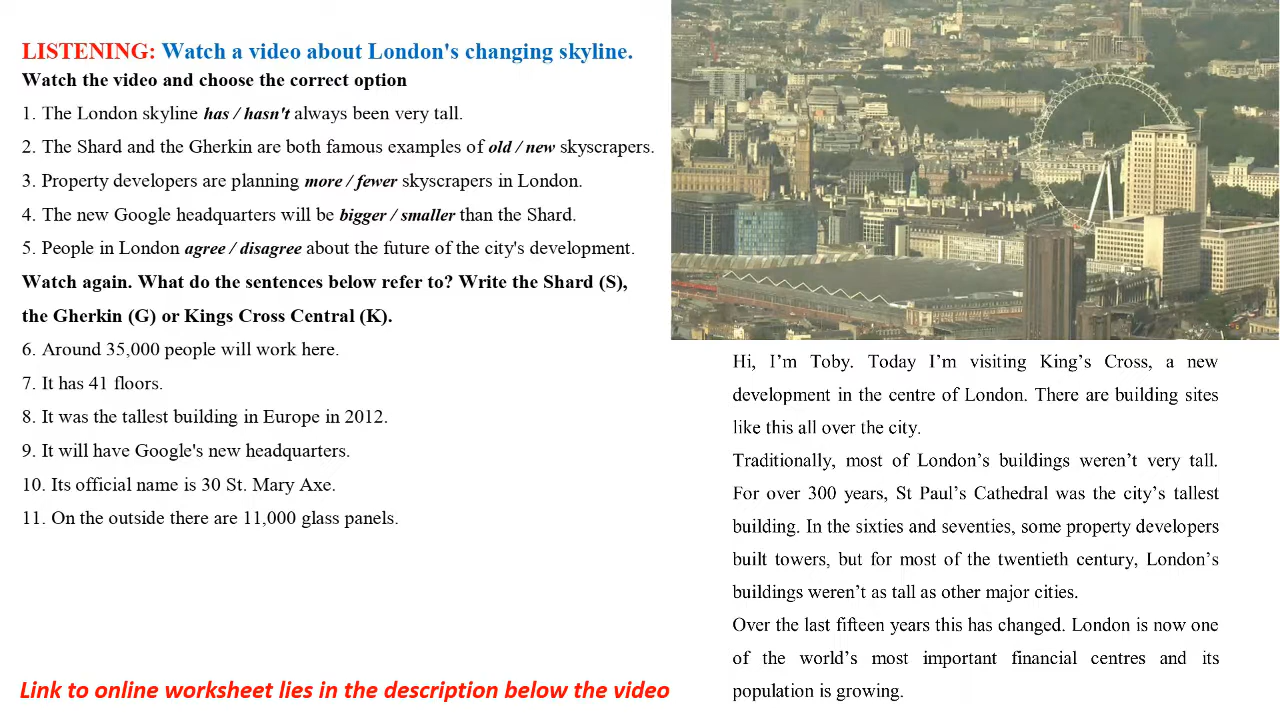 LISTENING: Watch a video about London's changing skyline.
Watch the video and choose the correct option
1. The London skyline has / hasn't always been very tall.
2. The Shard and the Gherkin are both famous examples of old / new skyscrapers.
3. Property developers are planning more / fewer skyscrapers in London.
4. The new Google headquarters will be bigger / smaller than the Shard.
5. People in London agree / disagree about the future of the city's development.
Watch again. What do the sentences below refer to? Write the Shard (S),
the Gherkin (G) or Kings Cross Central (K).
6. Around 35,000 people will work here.
7. It has 41 floors.
8. It was the tallest building in Europe in 2012.
9. It will have Google's new headquarters.
10. Its official name is 30 St. Mary Axe.
11. On the outside there are 11,000 glass panels.
Link to online worksheet lies in the description below the video
Hi, I'm Toby. Today I'm visiting King's Cross, a new
development in the centre of London. There are building sites
like this all over the city.
Traditionally, most of London's buildings weren't very tall.
For over 300 years, St Paul's Cathedral was the city's tallest
building. In the sixties and seventies, some property developers
built towers, but for most of the twentieth century, London's
buildings weren't as tall as other major cities.
Over the last fifteen years this has changed. London is now one
of the world's most important financial centres and its
population is growing.